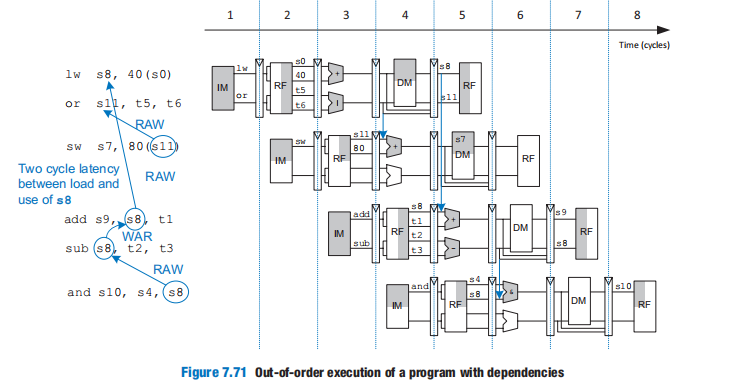 1 2 3 4 5 6 7 8
Time (cycles)
lw s8, 40(s0)
or s11, t5, t6
RAW
sw s7, 80(s11)
Two cycle latency
between load and
use of s8
RAW
add s9, s8, t1
WAR
sub s8, t2, t3
RAW
and s10, s4, s8
IM lw or RF s0 40 t5 t6 + | DM s8 s11 RF
IM sw RF s11 80 + s7 DM RF
IM add sub RF s8 t1 t2 t3 + - DM s9 s8 RF
IM and RF s4 s8 & DM s10 RF
Figure 7.71 Out-of-order execution of a program with dependencies